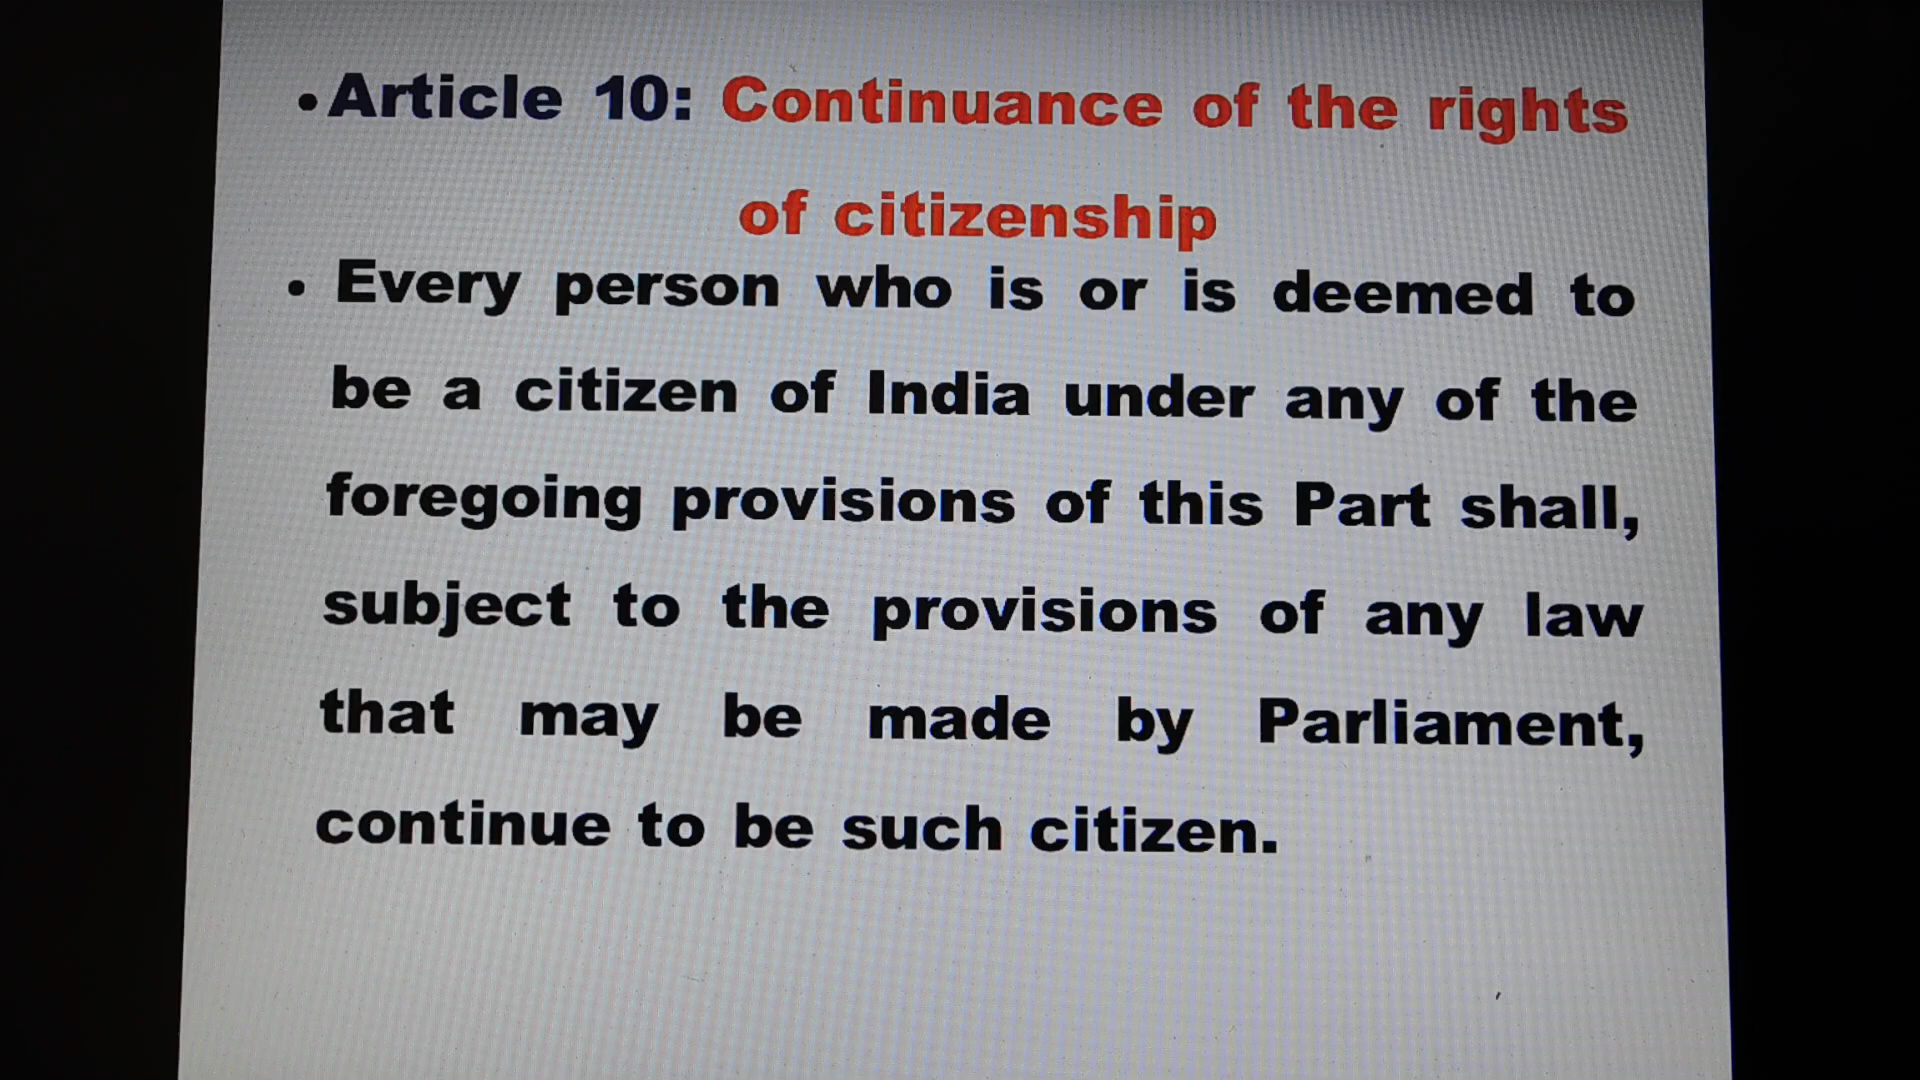 •Article 10: Continuance of the rights
of citizenship
• Every person who is or is deemed to
be a citizen of India under any of the
foregoing provisions of this Part shall,
subject to the provisions of any law
that may be made by Parliament,
continue to be such citizen.